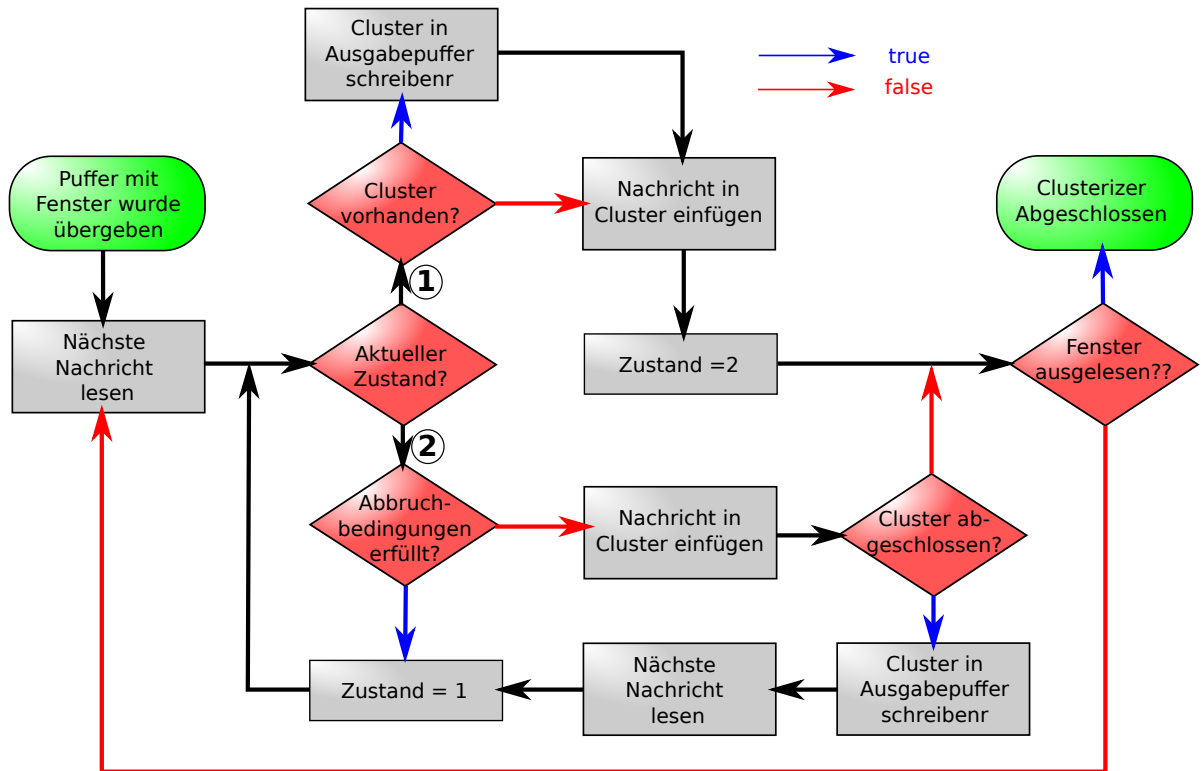 Cluster in
Ausgabepuffer
schreibenr
true
false
Puffer mit
Fenster wurde
übergeben
Cluster
vorhanden?
Nachricht in
Cluster einfügen
Clusterizer
Abgeschlossen
1
Nächste
Nachricht
lesen
Aktueller
Zustand?
Zustand =2
Fenster
ausgelesen??
2
Abbruch-
bedingungen
erfüllt?
Nachricht in
Cluster einfügen
Cluster ab-
geschlossen?
Zustand = 1
Nächste
Nachricht
lesen
Cluster in
Ausgabepuffer
schreibenr